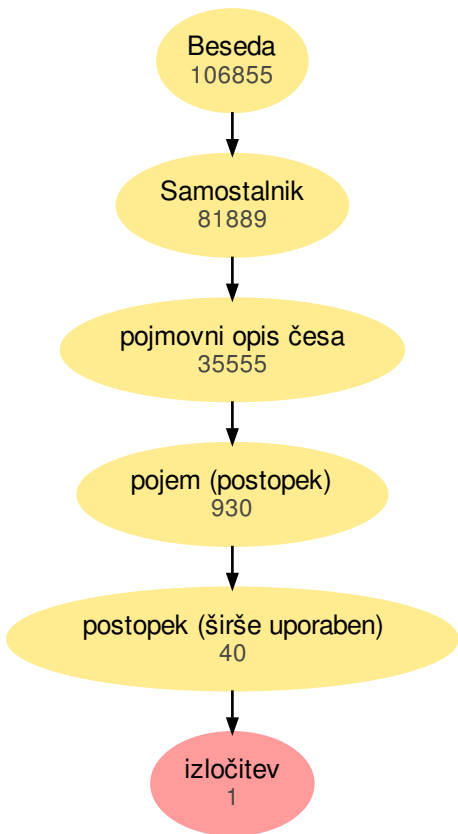 Beseda
106855
Samostalnik
81889
pojmovni opis česa
35555
pojem (postopek)
930
postopek (širše uporaben)
40
izločitev
1